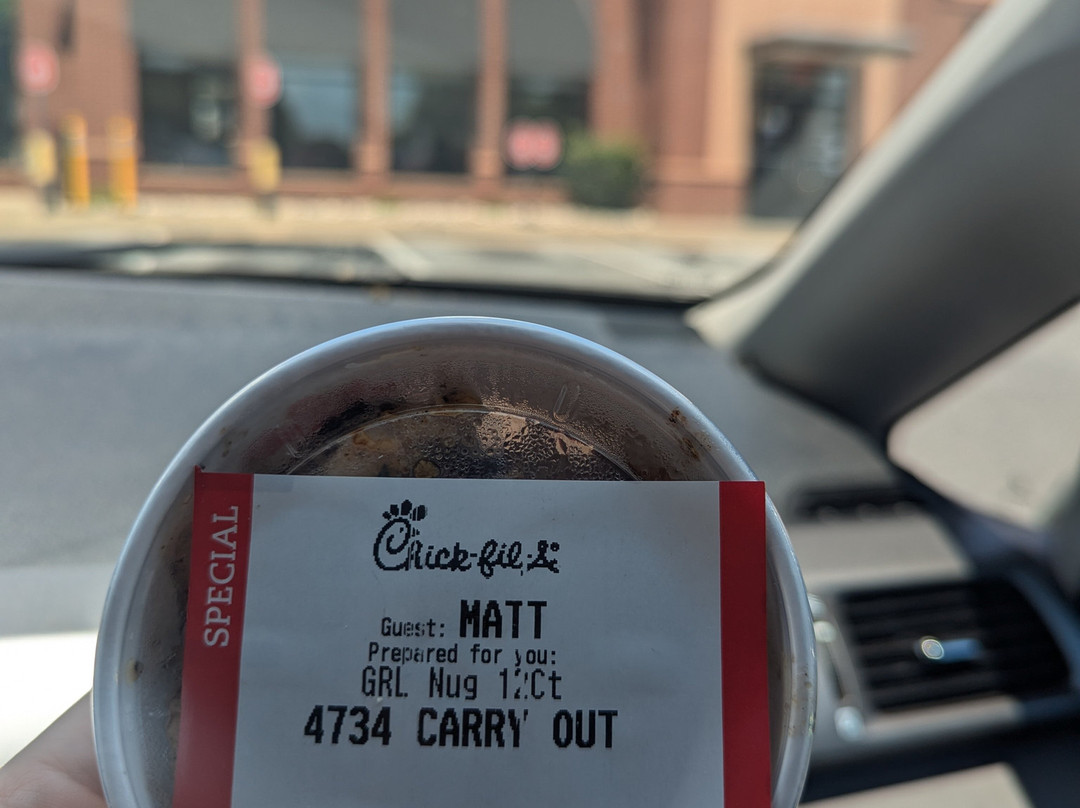 SPECIAL
Chick-fil-A
Guest: MATT
Prepared for you:
GRL Nug 12Ct
4734 CARRY OUT